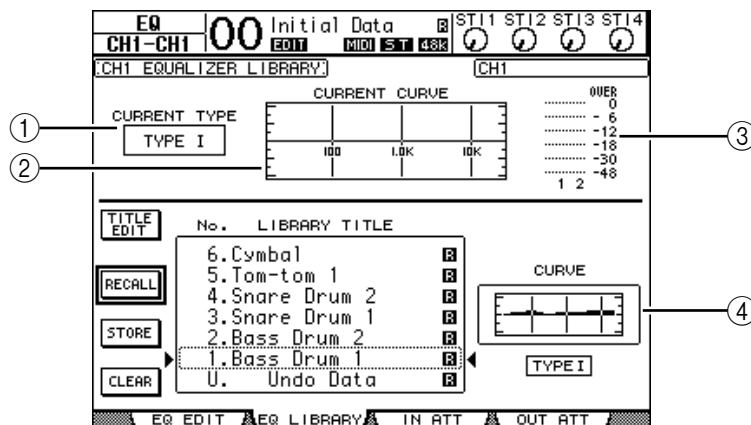 EQ
CH1-CH1
00
Initial Data R
EDIT MIDI ST 48K
ST11 ST12 ST13 ST14
CH1 EQUALIZER LIBRARY
CH1
① CURRENT TYPE
TYPE I
②
CURRENT CURVE
100 1.0K 10K
③
OVER
0
- 6
-12
-18
-30
-48
1 2
TITLE EDIT
RECALL
STORE
CLEAR
No. LIBRARY TITLE
6.Cymbal R
5.Tom-tom 1 R
4.Snare Drum 2 R
3.Snare Drum 1 R
2.Bass Drum 2 R
1.Bass Drum 1 R
U. Undo Data R
CURVE
④
TYPE I
EQ EDIT EQ LIBRARY IN ATT OUT ATT